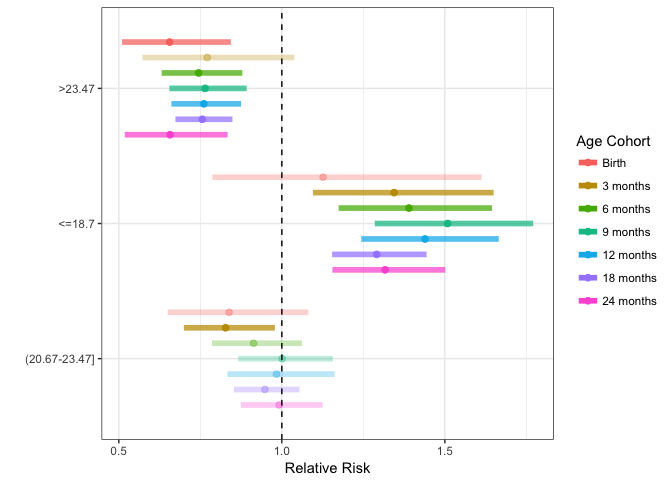 >23.47
<=18.7
(20.67-23.47]
0.5
1.0
1.5
Relative Risk
Age Cohort
Birth
3 months
6 months
9 months
12 months
18 months
24 months